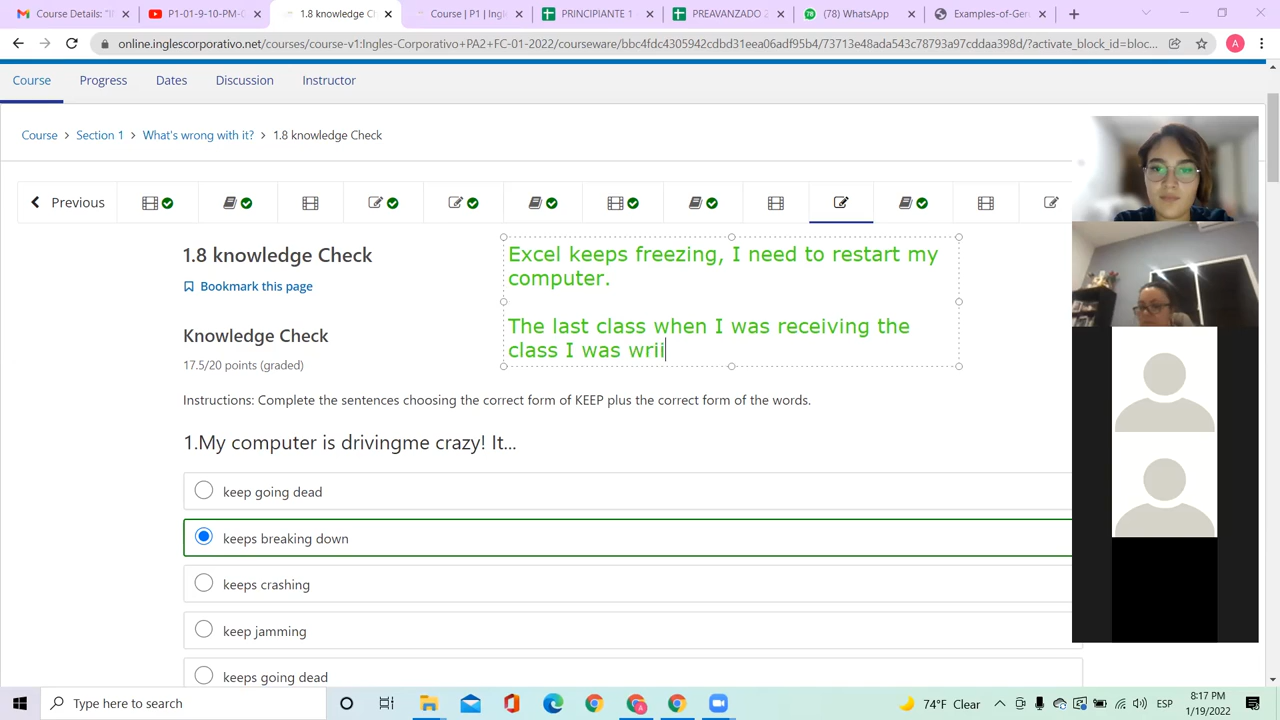 Course Details: "I
P1-01-9-10-PM-(
1.8 knowledge Ch
Course | P1 | Ingles
PRINCIPIANTE 1
PREAVANZADO 2
(78) WhatsApp
Examples-of-Ger
online.inglescorporativo.net/courses/course-v1:Ingles-Corporativo+PA2+FC-01-2022/courseware/bbc4fdc4305942cdbd31eea06adf05b4/73713e48ada543c78793a97efddaa398d/?activate_block_id=bloc...
A
Course Progress Dates Discussion Instructor
Course > Section 1 > What's wrong with it? > 1.8 knowledge Check
Previous
1.8 knowledge Check
Bookmark this page
Excel keeps freezing, I need to restart my
computer.
The last class when I was receiving the
class I was wrii
Knowledge Check
17.5/20 points (graded)
Instructions: Complete the sentences choosing the correct form of KEEP plus the correct form of the words.
1.My computer is drivingme crazy! It...
keep going dead
keeps breaking down
keeps crashing
keep jamming
keeps going dead
Type here to search
74°F Clear
ESP
8:17 PM
1/19/2022